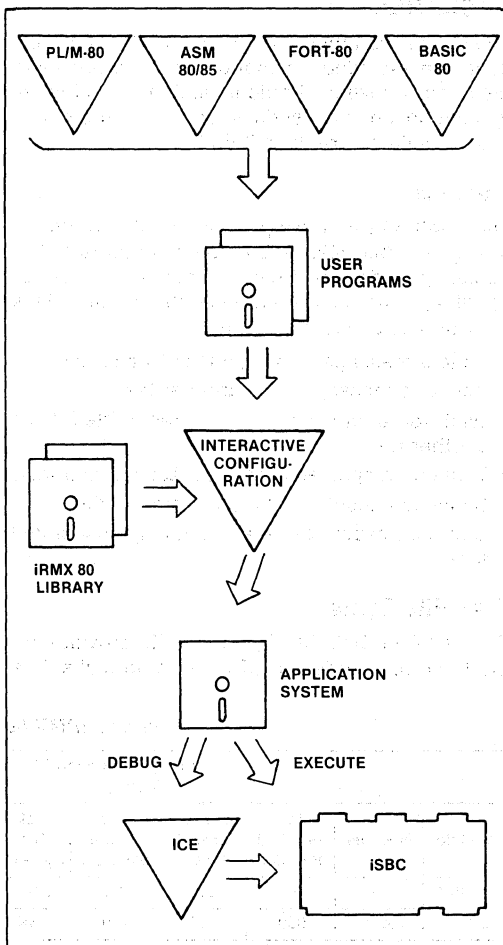 PL/M-80
ASM
80/85
FORT-80
BASIC
80
USER
PROGRAMS
INTERACTIVE
CONFIGU-
RATION
iRMX 80
LIBRARY
APPLICATION
SYSTEM
DEBUG
EXECUTE
ICE
iSBC